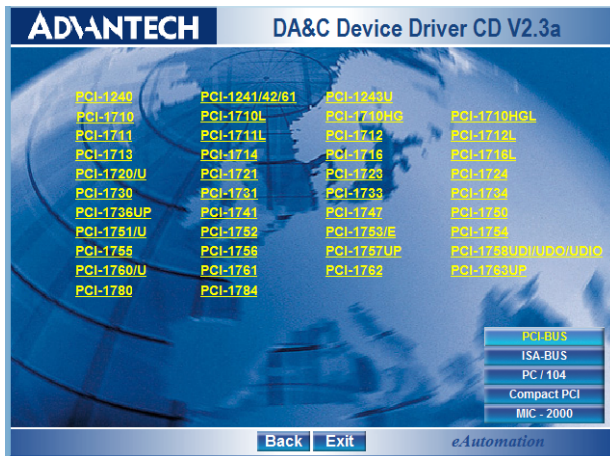 ADVANTECH DA&C Device Driver CD V2.3a
PCI-1240 PCI-1241/42/61 PCI-1243U
PCI-1710 PCI-1710L PCI-1710HG PCI-1710HGL
PCI-1711 PCI-1711L PCI-1712 PCI-1712L
PCI-1713 PCI-1714 PCI-1716 PCI-1716L
PCI-1720/U PCI-1721 PCI-1723 PCI-1724
PCI-1730 PCI-1731 PCI-1733 PCI-1734
PCI-1736UP PCI-1741 PCI-1747 PCI-1750
PCI-1751/U PCI-1752 PCI-1753/E PCI-1754
PCI-1755 PCI-1756 PCI-1757UP PCI-1758UDI/UDO/UDIO
PCI-1760/U PCI-1761 PCI-1762 PCI-1763UP
PCI-1780 PCI-1784
PCI-BUS
ISA-BUS
PC / 104
Compact PCI
MIC - 2000
Back Exit eAutomation